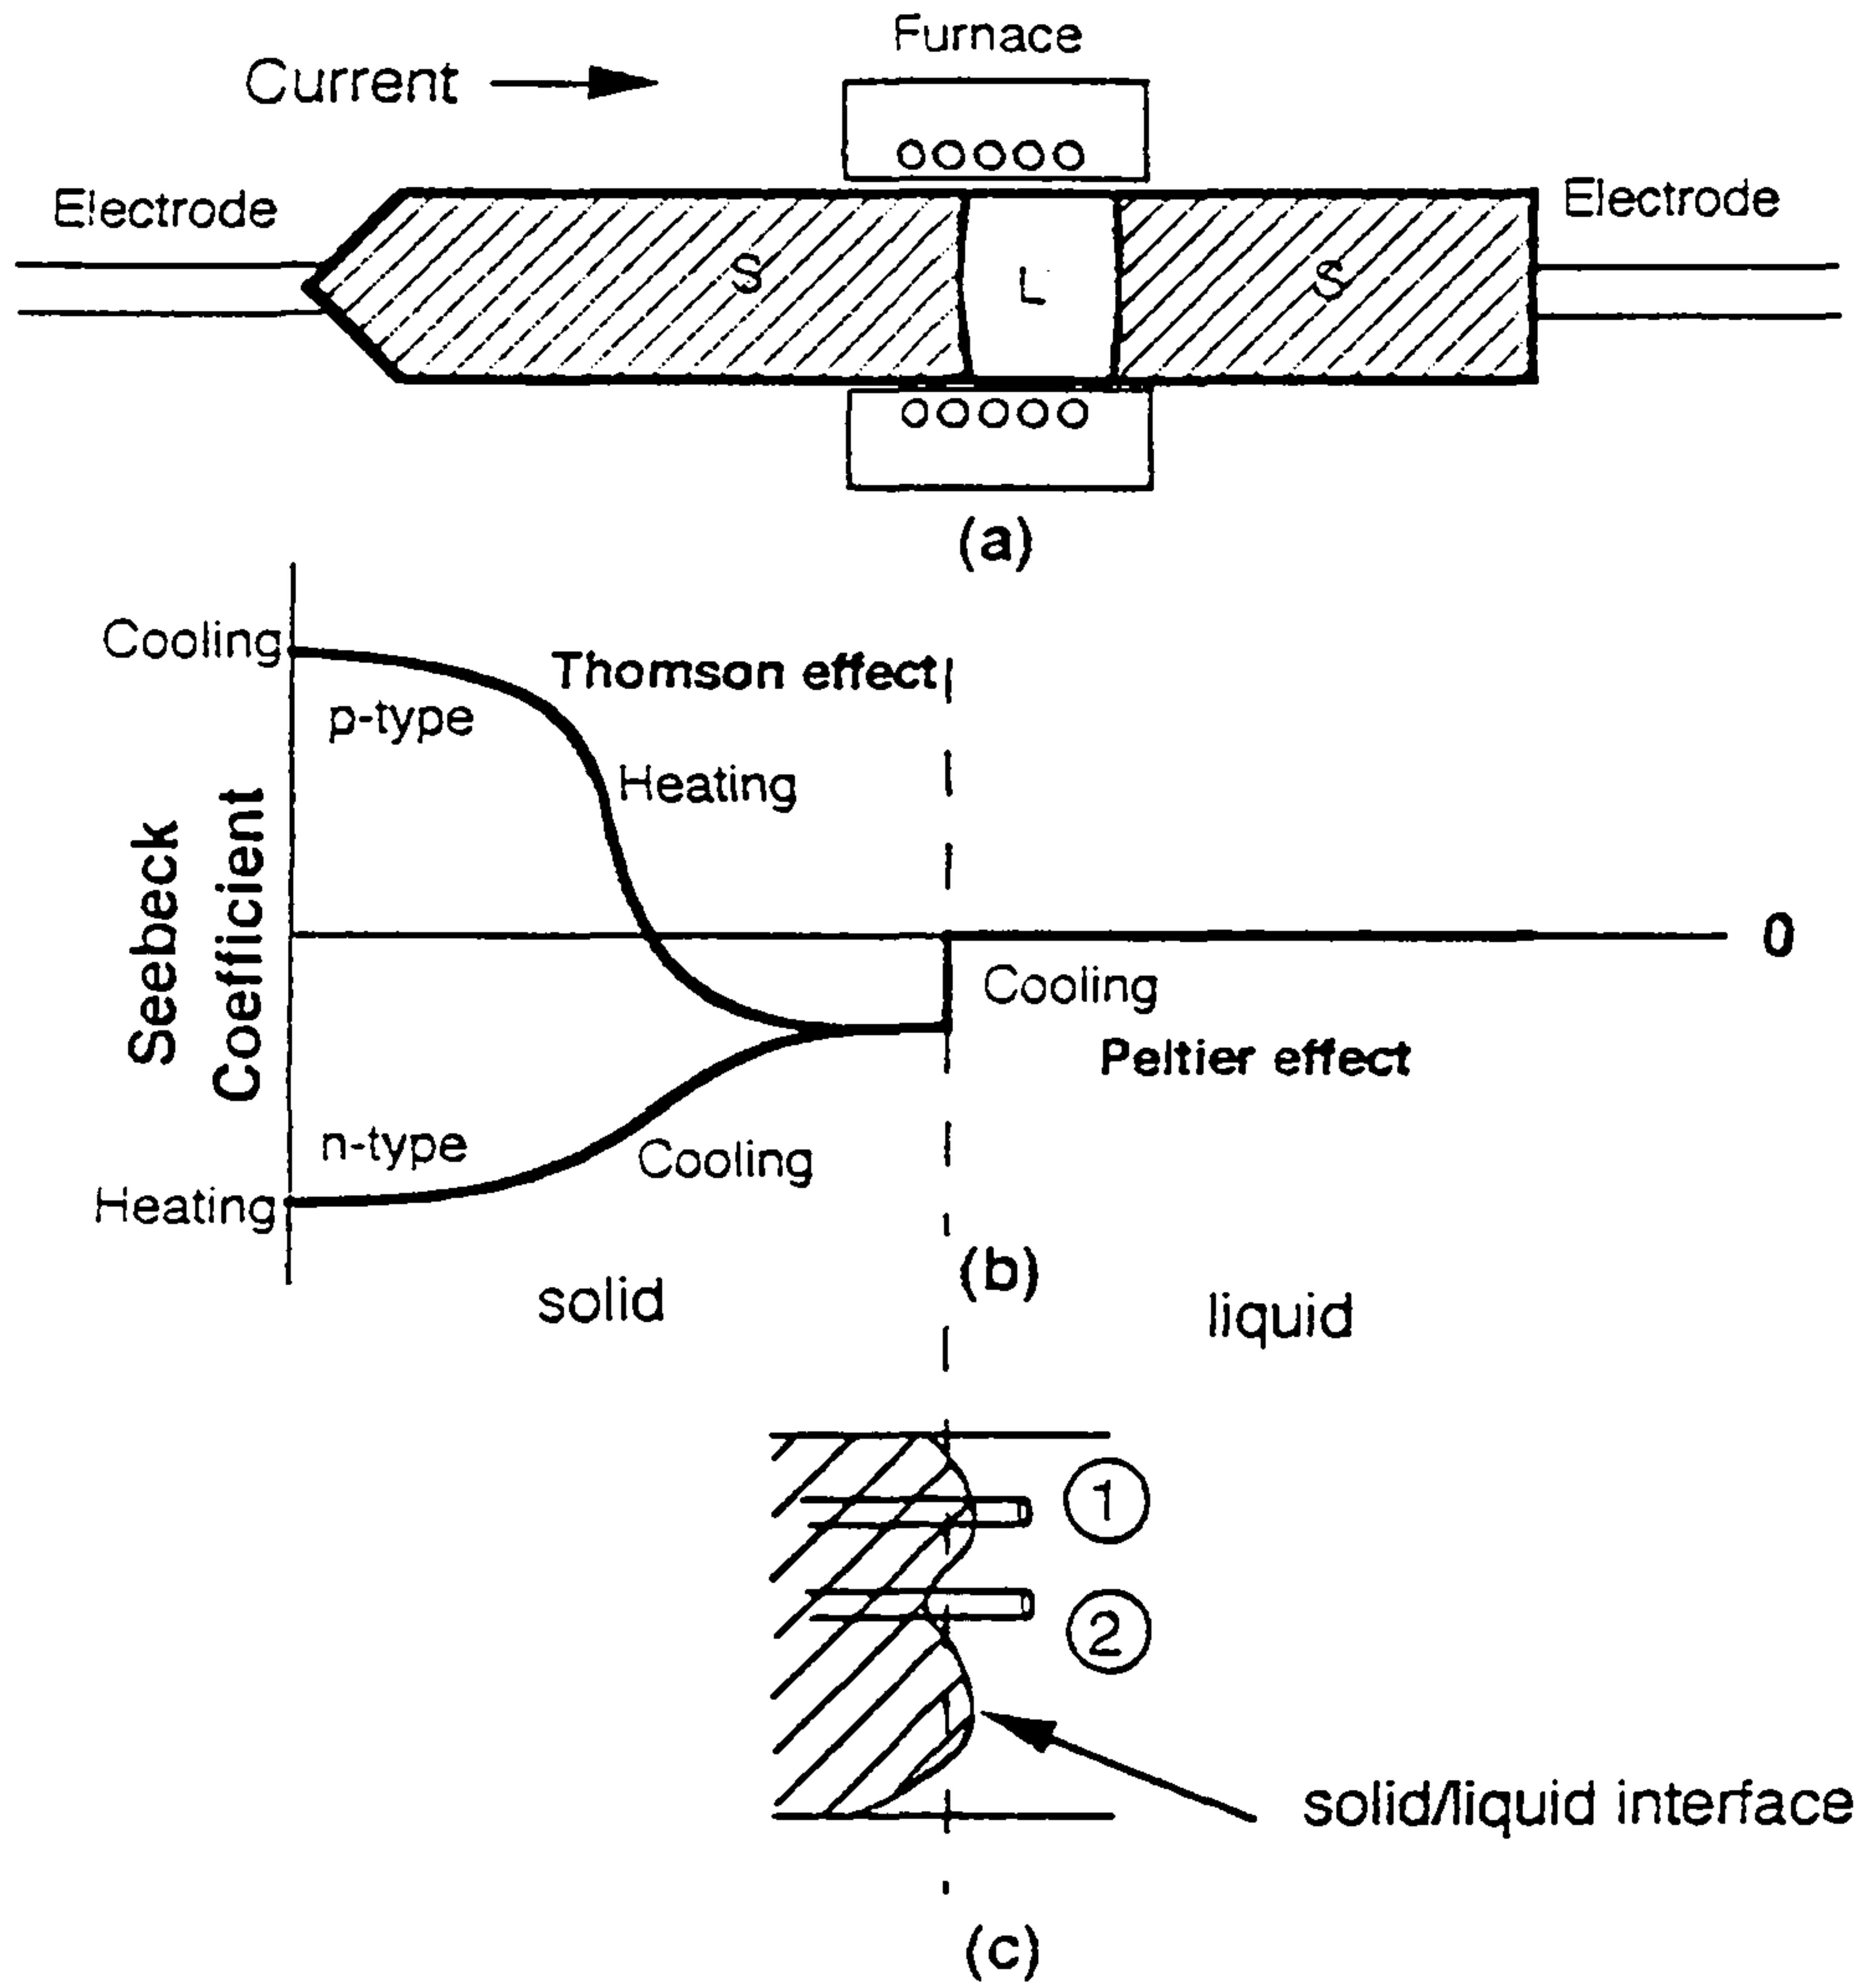 Furnace
Current
Electrode
Electrode
S
L
S
(a)
Cooling
Thomson effect
p-type
Heating
Seebeck
Coefficient
0
Cooling
Peltier effect
n-type
Cooling
Heating
(b)
solid
liquid
1
2
solid/liquid interface
(c)